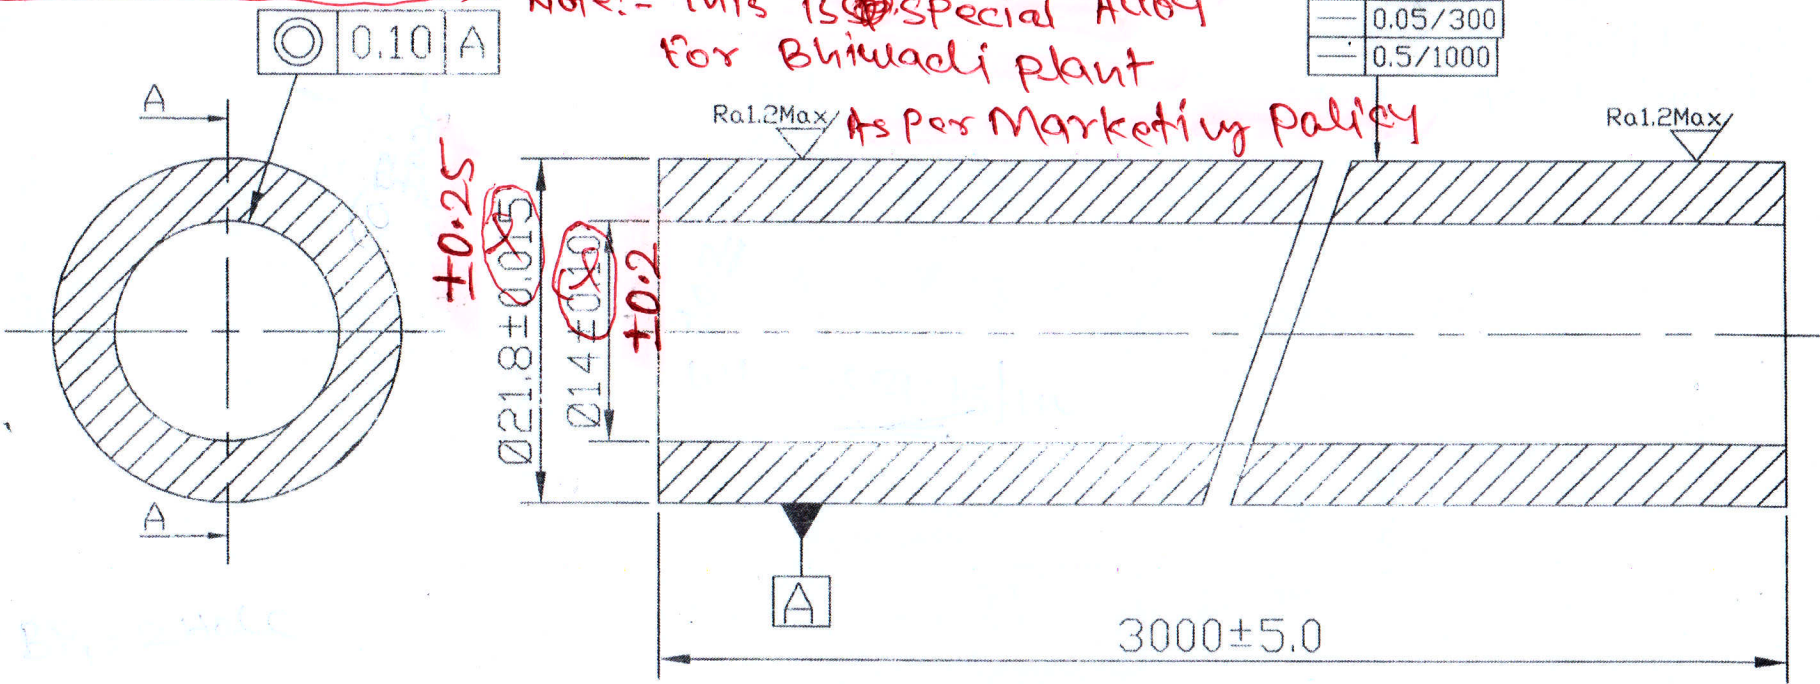 Note:- This is special Alloy
For Bhiwadi plant
As Per Marketing Palicy
0.10 A
0.05/300
0.5/1000
A
Ra1.2Max
Ra1.2Max
±0.25
Ø21.8±0.015
Ø14±0.10
±0.2
A
A
3000±5.0